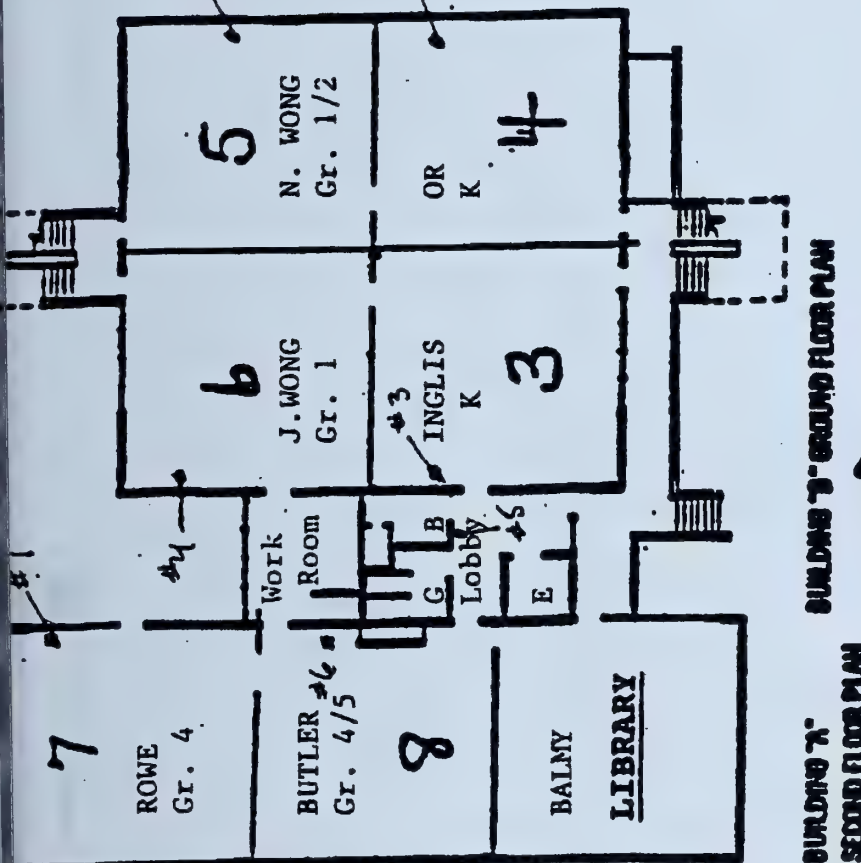 #1
7
ROWE
Gr. 4
#4
6
J.WONG
Gr. 1
5
N. WONG
Gr. 1/2
Work
Room
BUTLER #6
Gr. 4/5
8
G
B
Lobby
#5
E
#3
INGLIS
K
3
OR
K
4
BALMY
LIBRARY
BUILDING "A"
SECOND FLOOR PLAN
BUILDING "B" GROUND FLOOR PLAN